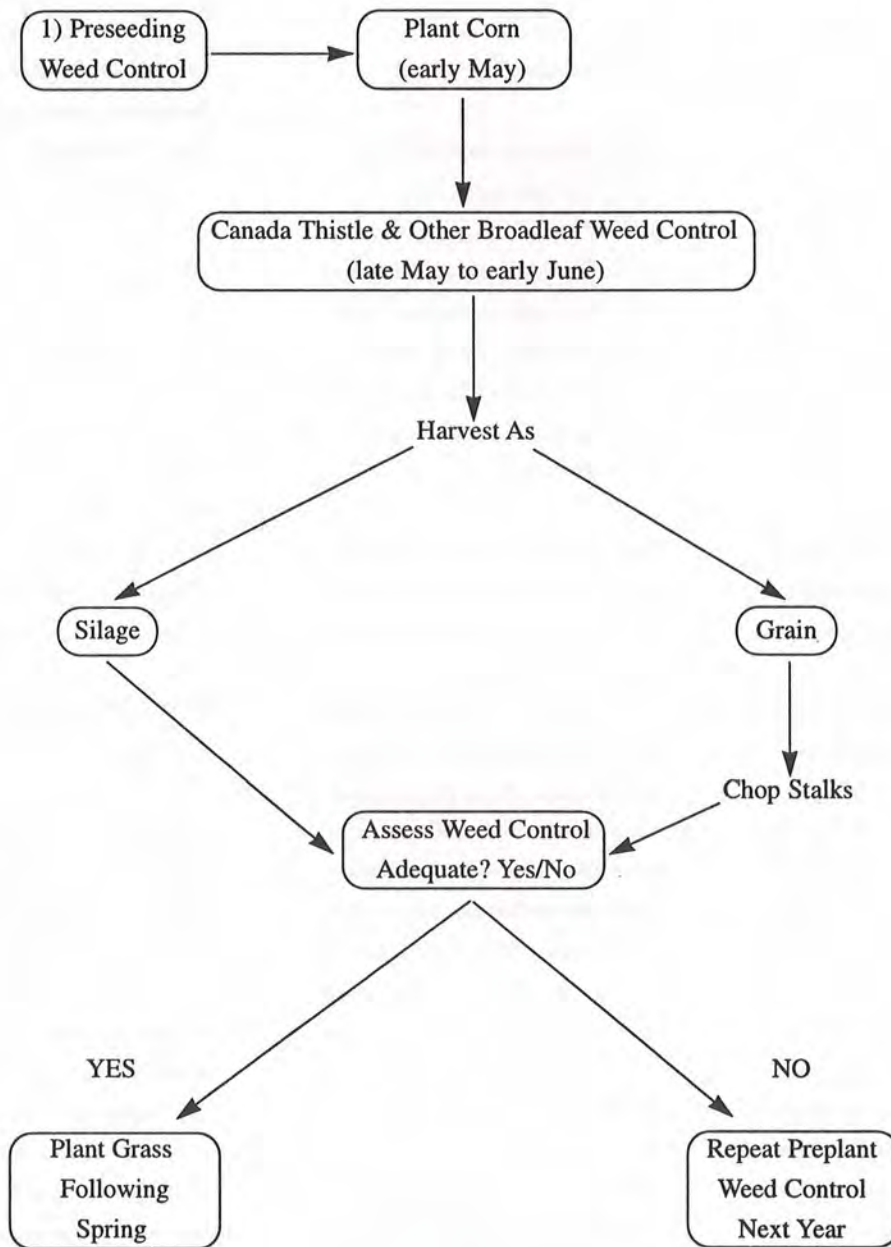 1) Preseeding
Weed Control
Plant Corn
(early May)
Canada Thistle & Other Broadleaf Weed Control
(late May to early June)
Harvest As
Silage
Grain
Chop Stalks
Assess Weed Control
Adequate? Yes/No
YES
NO
Plant Grass
Following
Spring
Repeat Preplant
Weed Control
Next Year